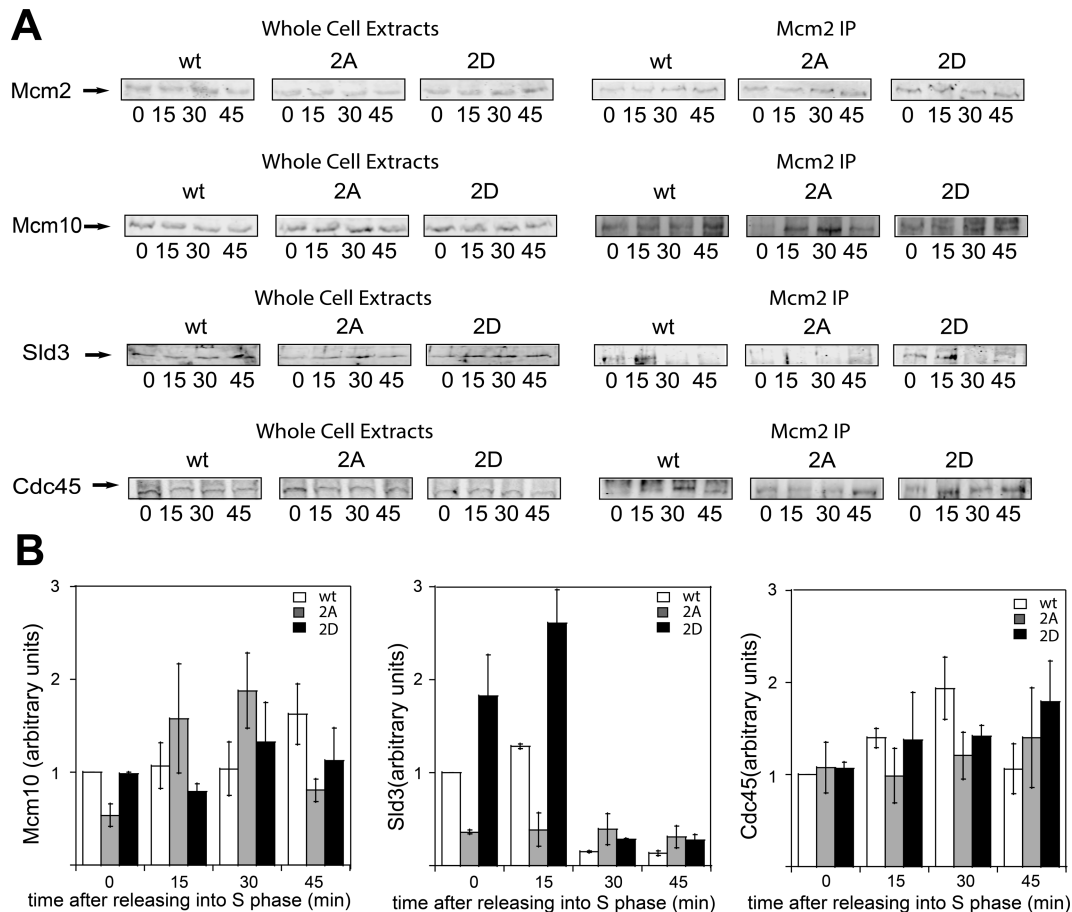 A
Whole Cell Extracts Mcm2 IP
wt 2A 2D wt 2A 2D
Mcm2
0 15 30 45 0 15 30 45 0 15 30 45 0 15 30 45 0 15 30 45 0 15 30 45
Whole Cell Extracts Mcm2 IP
wt 2A 2D wt 2A 2D
Mcm10
0 15 30 45 0 15 30 45 0 15 30 45 0 15 30 45 0 15 30 45 0 15 30 45
Whole Cell Extracts Mcm2 IP
wt 2A 2D wt 2A 2D
Sld3
0 15 30 45 0 15 30 45 0 15 30 45 0 15 30 45 0 15 30 45 0 15 30 45
Whole Cell Extracts Mcm2 IP
wt 2A 2D wt 2A 2D
Cdc45
0 15 30 45 0 15 30 45 0 15 30 45 0 15 30 45 0 15 30 45 0 15 30 45
B
Mcm10 (arbitrary units)
3
2
1
wt
2A
2D
0 15 30 45
time after releasing into S phase (min)
Sld3(arbitrary units)
3
2
1
wt
2A
2D
0 15 30 45
time after releasing into S phase (min)
Cdc45(arbitrary units)
3
2
1
wt
2A
2D
0 15 30 45
time after releasing into S phase (min)